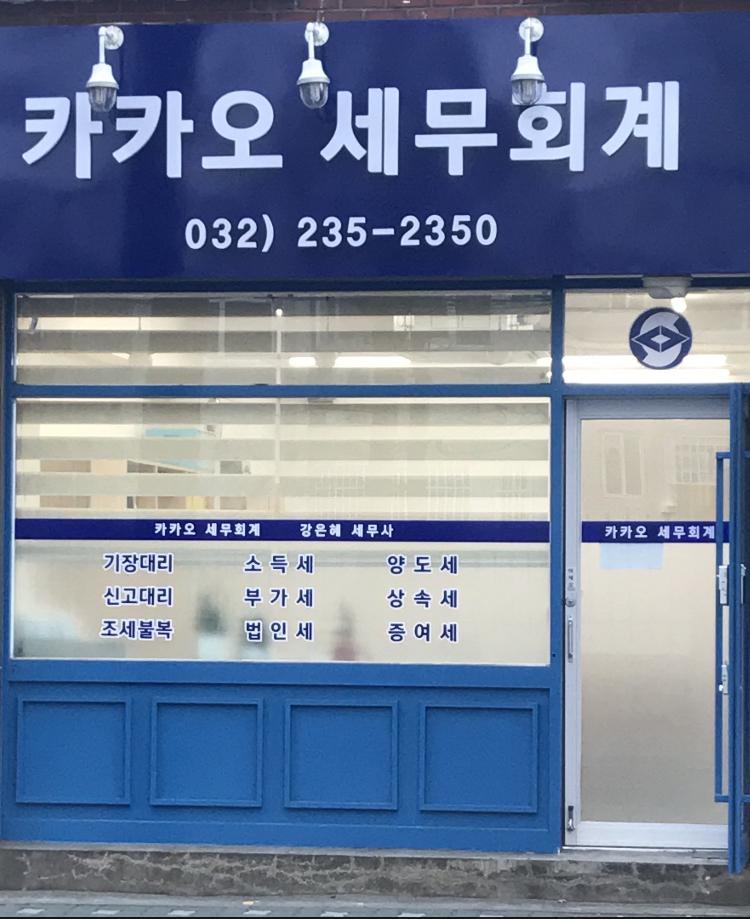 카카오 세무회계
032) 235-2350
카카오 세무회계 강은혜 세무사
카카오 세무회계
기장대리 소득세 양도세
신고대리 부가세 상속세
조세불복 법인세 증여세